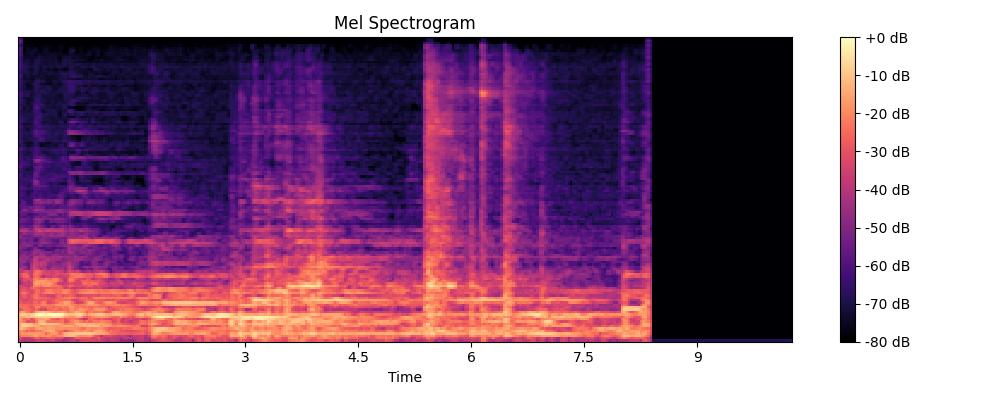 Mel Spectrogram
+0 dB
-10 dB
-20 dB
-30 dB
-40 dB
-50 dB
-60 dB
-70 dB
-80 dB
0 1.5 3 4.5 6 7.5 9
Time